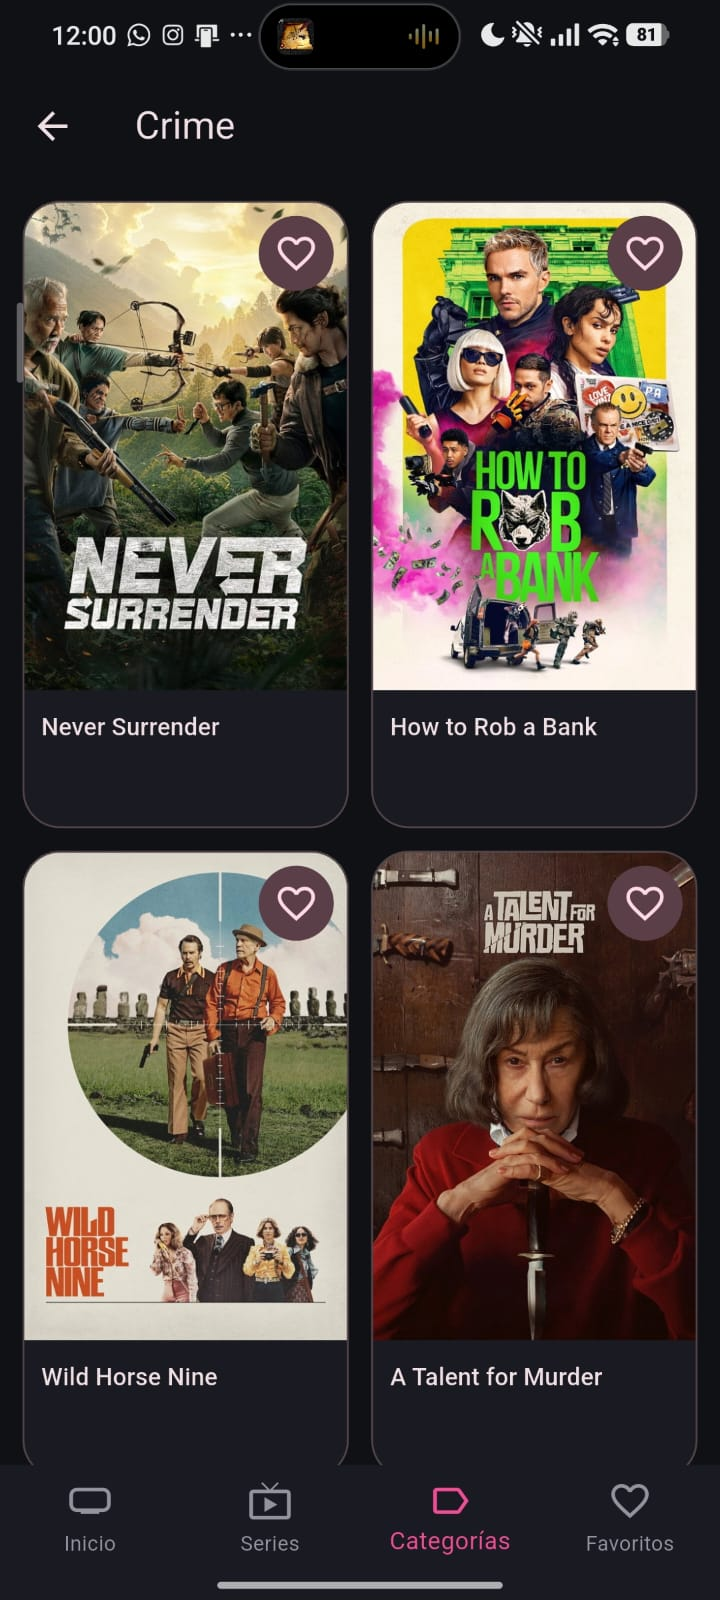 12:00
81
Crime
NEVER
SURRENDER
HOW TO
ROB
A BANK
LOVE
Never Surrender
How to Rob a Bank
A TALENT FOR
MURDER
WILD
HORSE
NINE
Wild Horse Nine
A Talent for Murder
Inicio
Series
Categorías
Favoritos